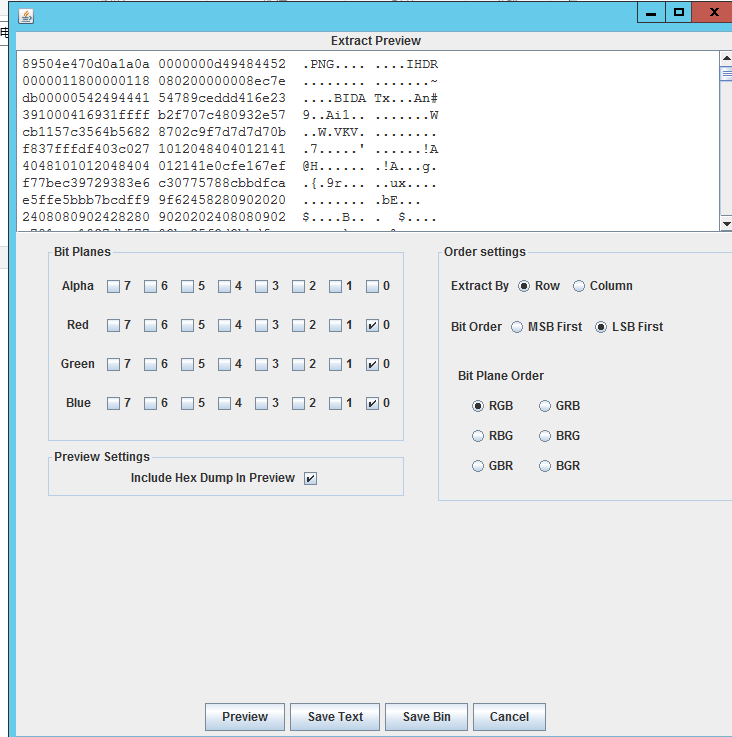 Extract Preview
89504e470d0a1a0a 0000000d49484452 .PNG.... ....IHDR
0000011800000118 080200000008ec7e ........ .......~
db00000542494441 54789ceddd416e23 ....BIDA Tx...An#
391000416931ffff b2f707c480932e57 9..Ai1.. .......W
cb1157c3564b5682 8702c9f7d7d7d70b ..W.VKV. ........
f837fffdf403c027 1012048404012141 .7.....' ......!A
4048101012048404 012141e0cfe167ef @H...... .!A...g.
f77bec39729383e6 c30775788cbbdfca .{.9r... ..ux....
e5ffe5bbb7bcdff9 9f62458280902020 ........ .bE...
2408080902428280 9020202408080902 $....B.. . $....
Bit Planes
Alpha 7 6 5 4 3 2 1 0
Red 7 6 5 4 3 2 1 0
Green 7 6 5 4 3 2 1 0
Blue 7 6 5 4 3 2 1 0
Preview Settings
Include Hex Dump In Preview
Order settings
Extract By Row Column
Bit Order MSB First LSB First
Bit Plane Order
RGB GRB
RBG BRG
GBR BGR
Preview Save Text Save Bin Cancel